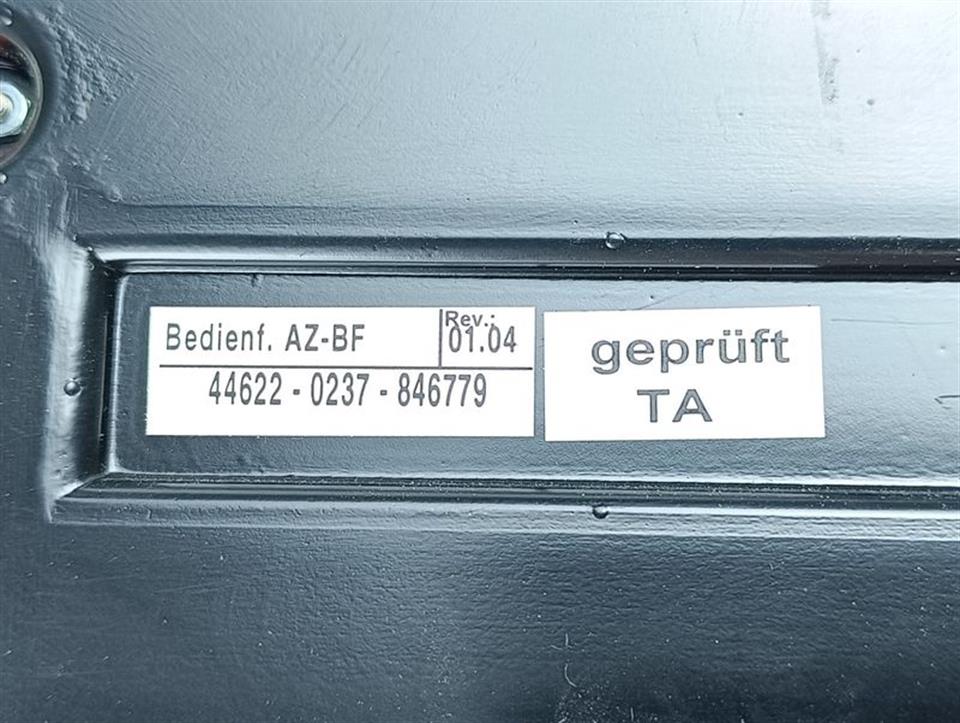 Bedienf. AZ-BF
Rev.:
01.04
44622 - 0237 - 846779
geprüft
TA